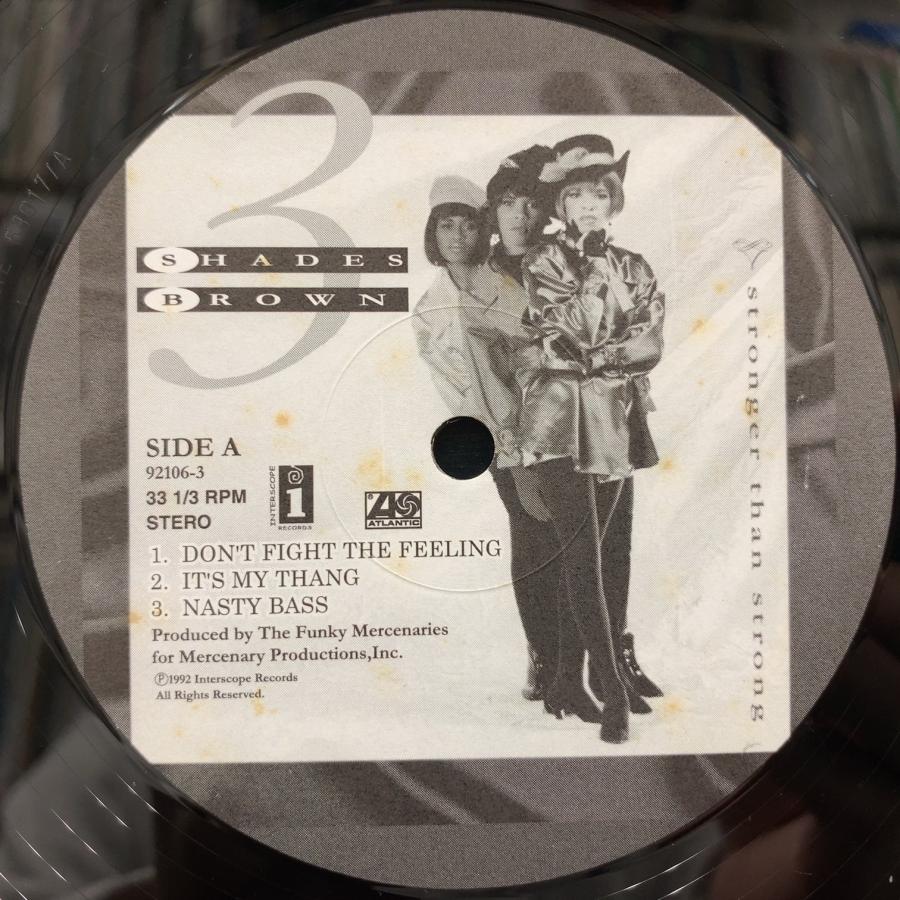 3
SHADES
BROWN
SIDE A
92106-3
33 1/3 RPM
STERO
INTERSCOPE
i
RECORDS
ATLANTIC
1. DON'T FIGHT THE FEELING
2. IT'S MY THANG
3. NASTY BASS
Produced by The Funky Mercenaries
for Mercenary Productions,Inc.
Ⓟ1992 Interscope Records
All Rights Reserved.
stronger than strong